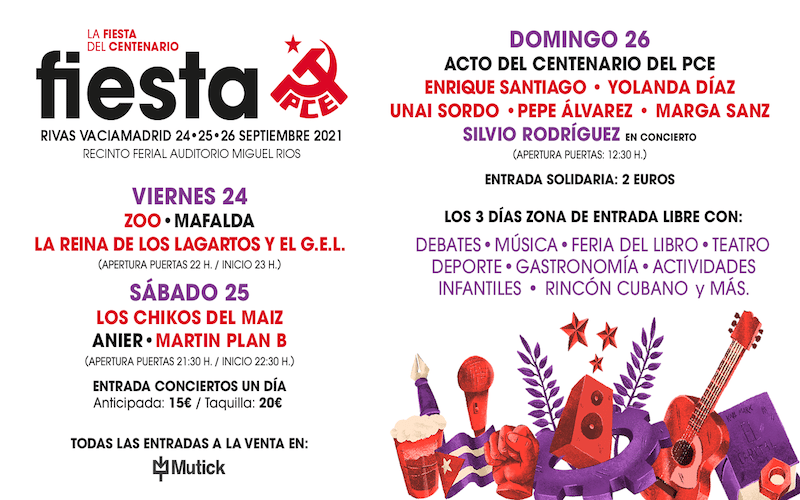 LA FIESTA
DEL CENTENARIO
fiesta
PCE
RIVAS VACIAMADRID 24•25•26 SEPTIEMBRE 2021
RECINTO FERIAL AUDITORIO MIGUEL RIOS
VIERNES 24
ZOO • MAFALDA
LA REINA DE LOS LAGARTOS Y EL G.E.L.
(APERTURA PUERTAS 22 H. / INICIO 23 H.)
SÁBADO 25
LOS CHIKOS DEL MAIZ
ANIER • MARTIN PLAN B
(APERTURA PUERTAS 21:30 H. / INICIO 22:30 H.)
ENTRADA CONCIERTOS UN DÍA
Anticipada: 15€ / Taquilla: 20€
TODAS LAS ENTRADAS A LA VENTA EN:
Mutick
DOMINGO 26
ACTO DEL CENTENARIO DEL PCE
ENRIQUE SANTIAGO • YOLANDA DÍAZ
UNAI SORDO • PEPE ÁLVAREZ • MARGA SANZ
SILVIO RODRÍGUEZ EN CONCIERTO
(APERTURA PUERTAS: 12:30 H.)
ENTRADA SOLIDARIA: 2 EUROS
LOS 3 DÍAS ZONA DE ENTRADA LIBRE CON:
DEBATES • MÚSICA • FERIA DEL LIBRO • TEATRO
DEPORTE • GASTRONOMÍA • ACTIVIDADES
INFANTILES • RINCÓN CUBANO y MÁS.